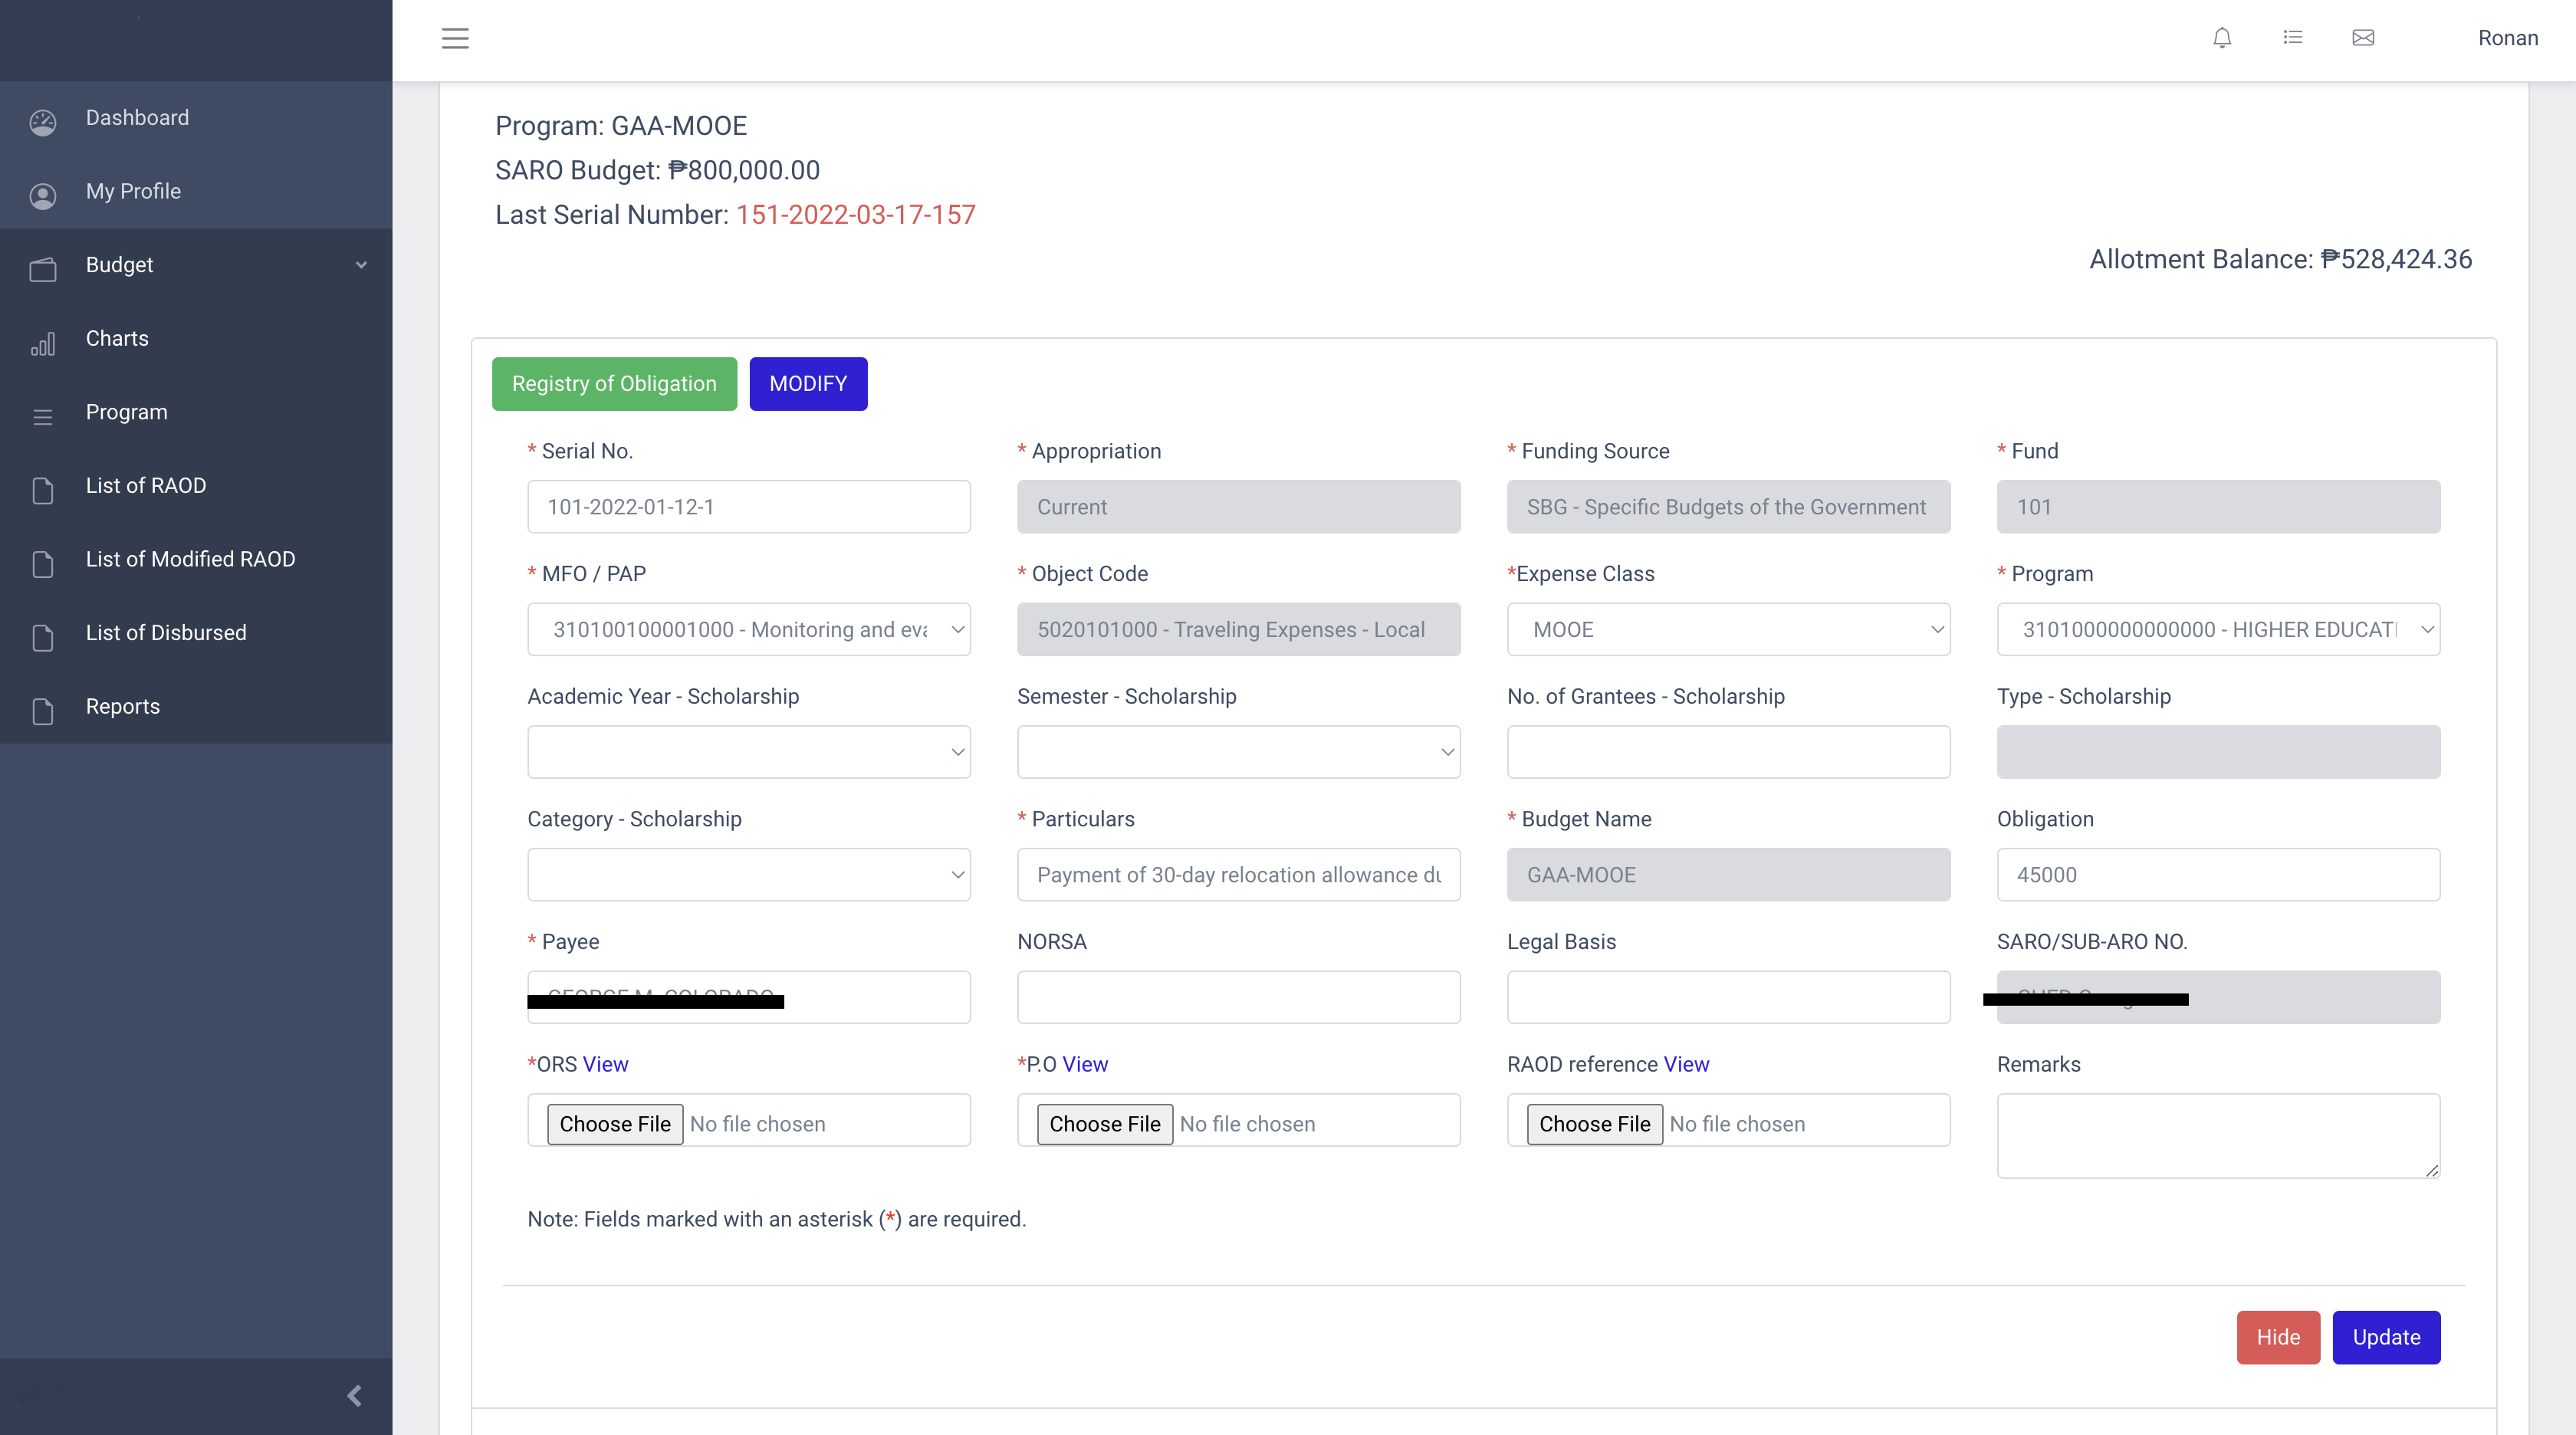 Ronan
Dashboard
My Profile
Budget
Charts
Program
List of RAOD
List of Modified RAOD
List of Disbursed
Reports
Program: GAA-MOOE
SARO Budget: ₱800,000.00
Last Serial Number: 151-2022-03-17-157
Allotment Balance: ₱528,424.36
Registry of Obligation MODIFY
* Serial No. * Appropriation * Funding Source * Fund
101-2022-01-12-1 Current SBG - Specific Budgets of the Government 101
* MFO / PAP * Object Code *Expense Class * Program
310100100001000 - Monitoring and eva 5020101000 - Traveling Expenses - Local MOOE 3101000000000000 - HIGHER EDUCATI
Academic Year - Scholarship Semester - Scholarship No. of Grantees - Scholarship Type - Scholarship
Category - Scholarship * Particulars * Budget Name Obligation
Payment of 30-day relocation allowance du GAA-MOOE 45000
* Payee NORSA Legal Basis SARO/SUB-ARO NO.
*ORS View *P.O View RAOD reference View Remarks
Choose File No file chosen Choose File No file chosen Choose File No file chosen
Note: Fields marked with an asterisk (*) are required.
Hide Update